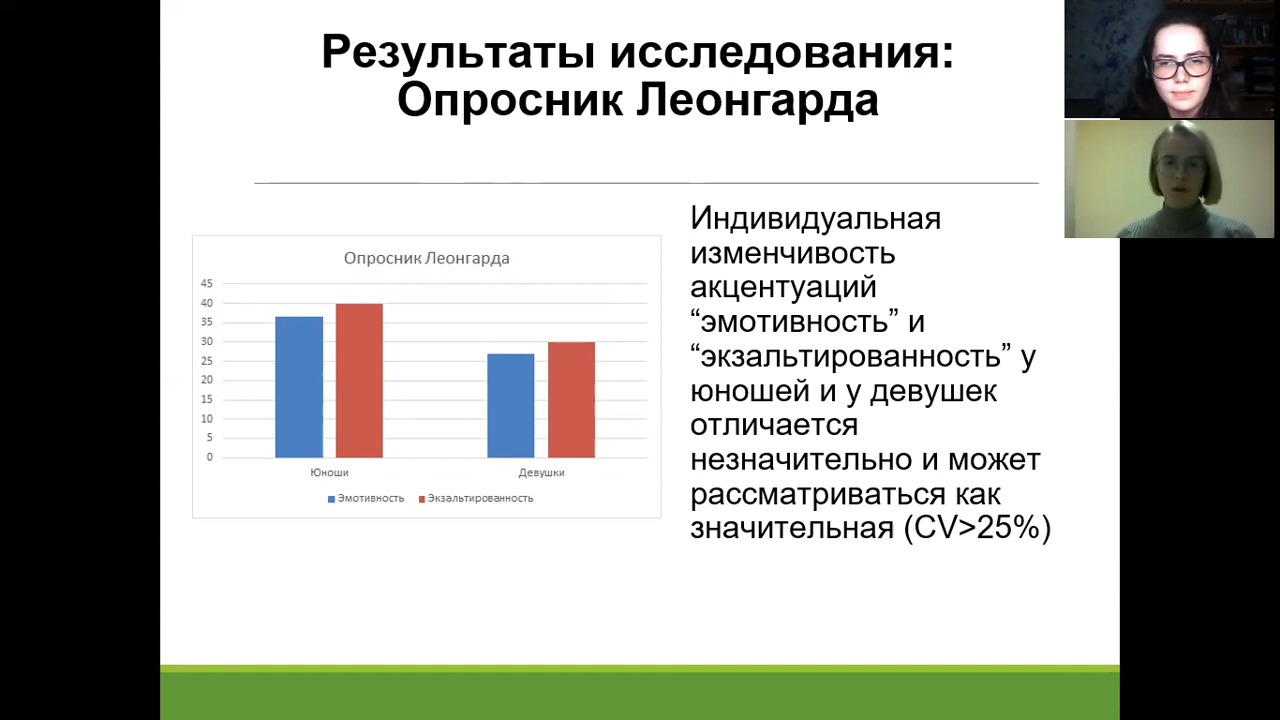 Результаты исследования:
Опросник Леонгарда
Опросник Леонгарда
45
40
35
30
25
20
15
10
5
0
Юноши
Девушки
Эмотивность
Экзальтированность
Индивидуальная
изменчивость
акцентуаций
“эмотивность” и
“экзальтированность” у
юношей и у девушек
отличается
незначительно и может
рассматриваться как
значительная (CV>25%)